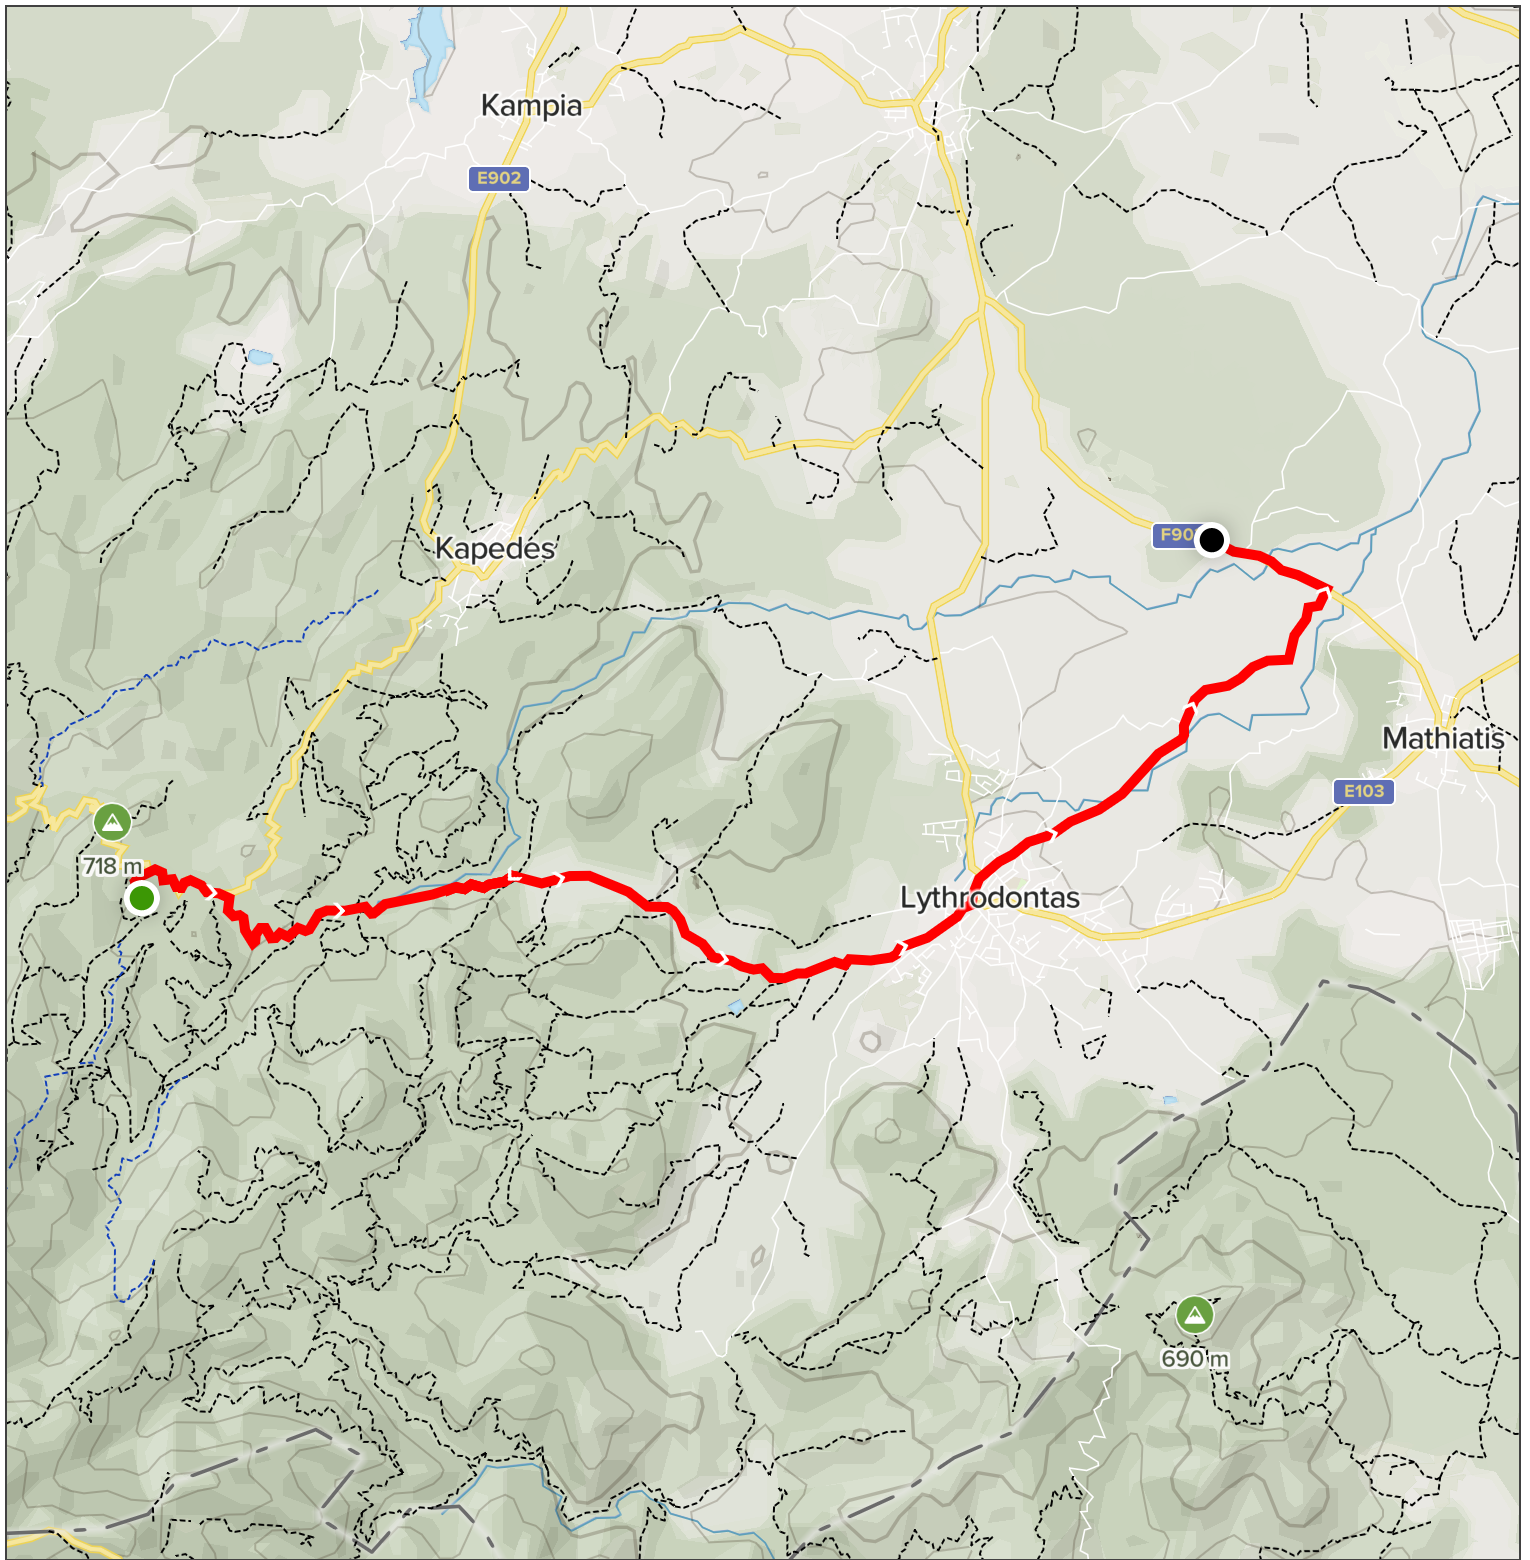 Kampia
E902
F90
Kapedes
Mathiatis
E103
718 m
Lythrodontas
690 m